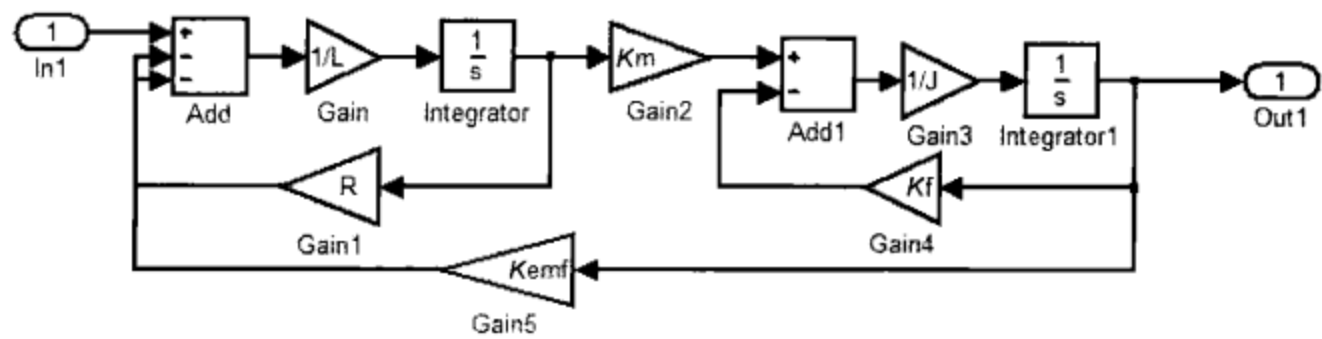 1
In1
+
-
-
Add
1/L
Gain
1
s
Integrator
Km
Gain2
+
-
Add1
1/J
Gain3
1
s
Integrator1
1
Out1
R
Gain1
Kf
Gain4
Kemf
Gain5